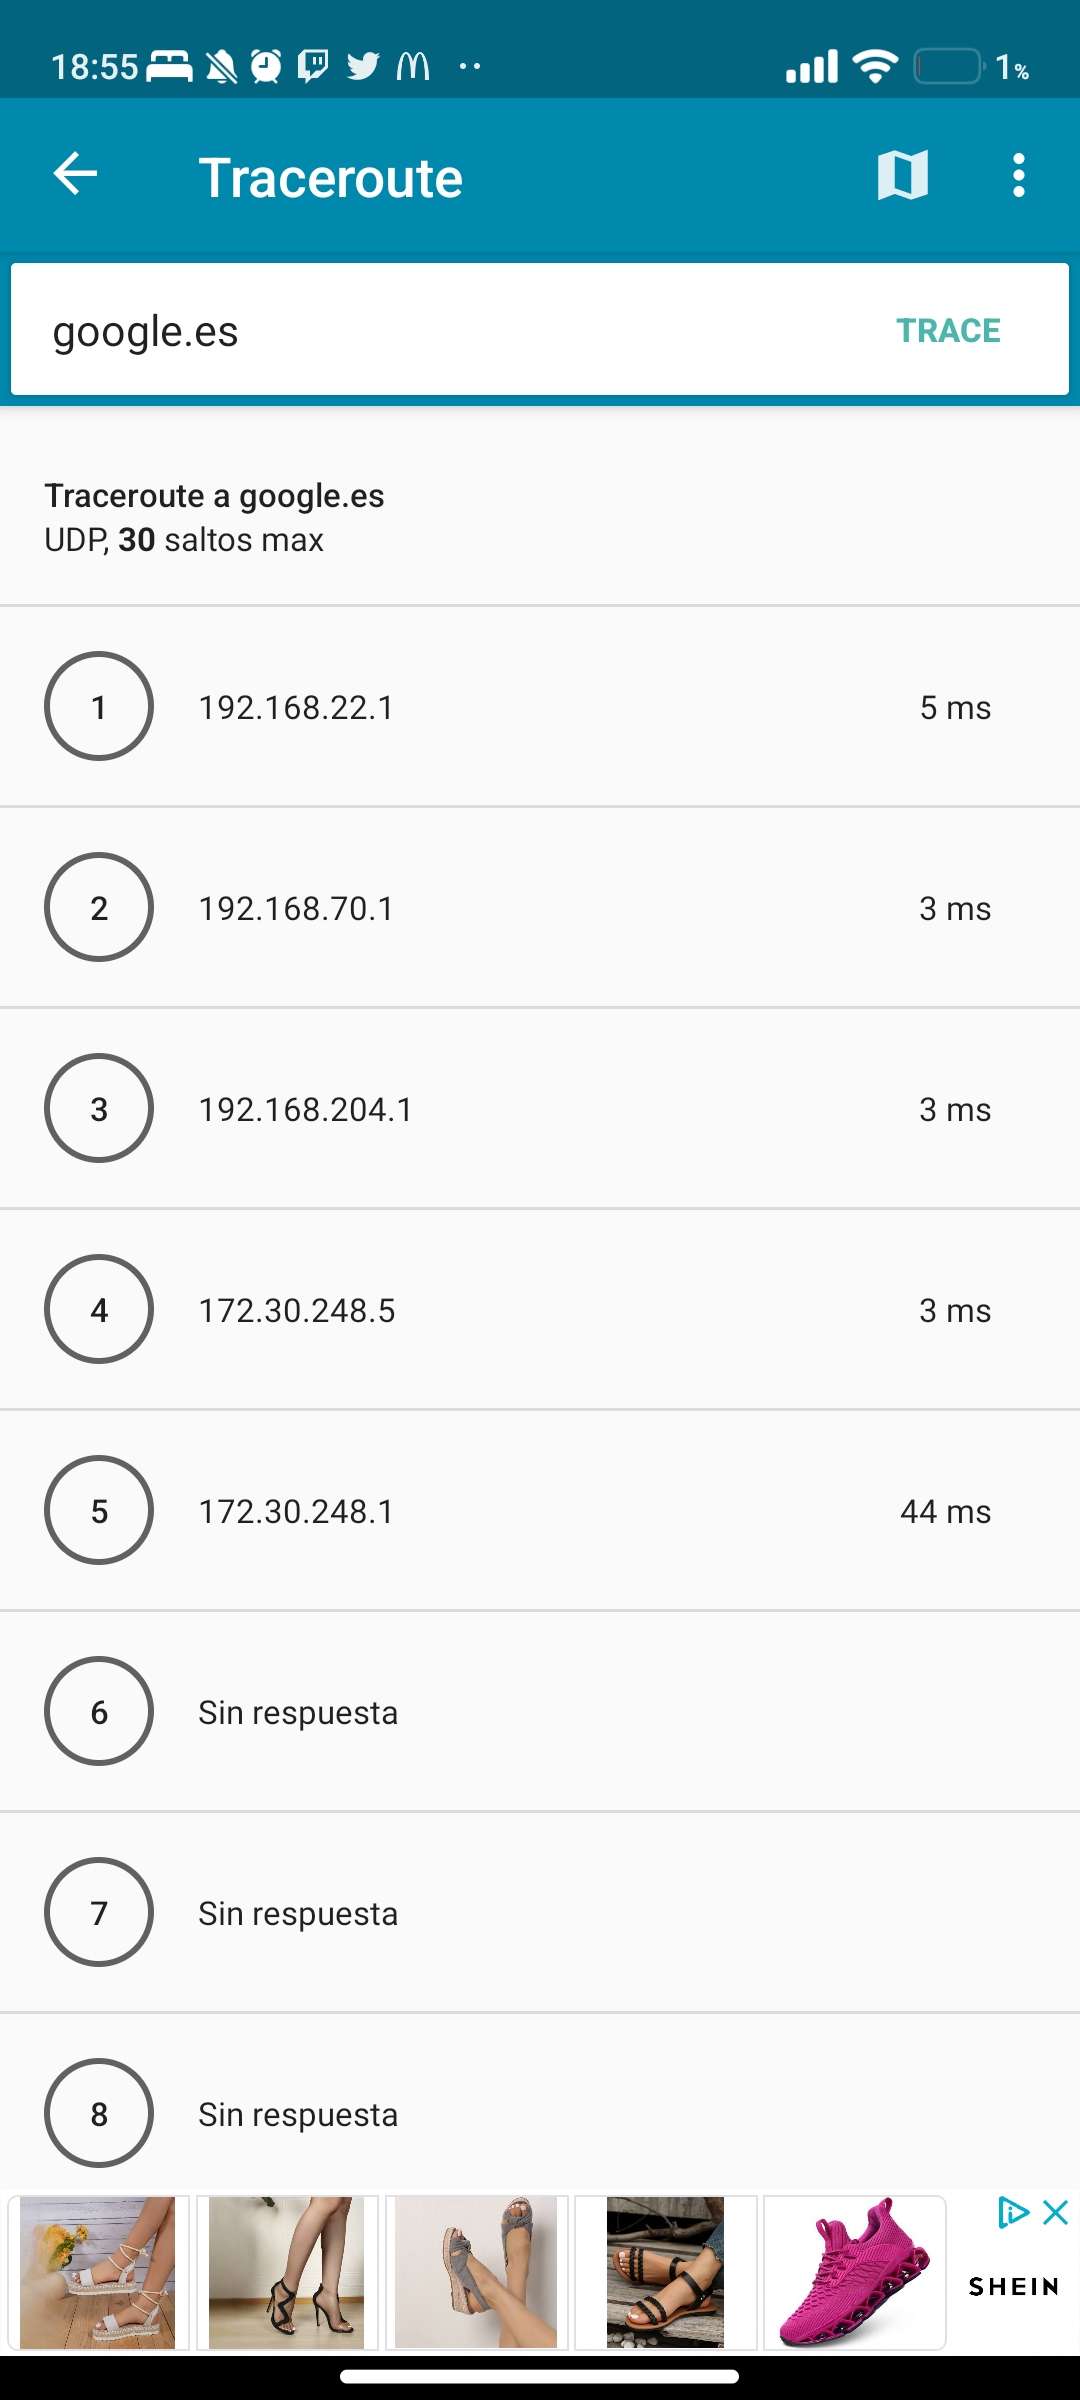 18:55
1%
Traceroute
google.es
TRACE
Traceroute a google.es
UDP, 30 saltos max
1 192.168.22.1 5 ms
2 192.168.70.1 3 ms
3 192.168.204.1 3 ms
4 172.30.248.5 3 ms
5 172.30.248.1 44 ms
6 Sin respuesta
7 Sin respuesta
8 Sin respuesta
SHEIN